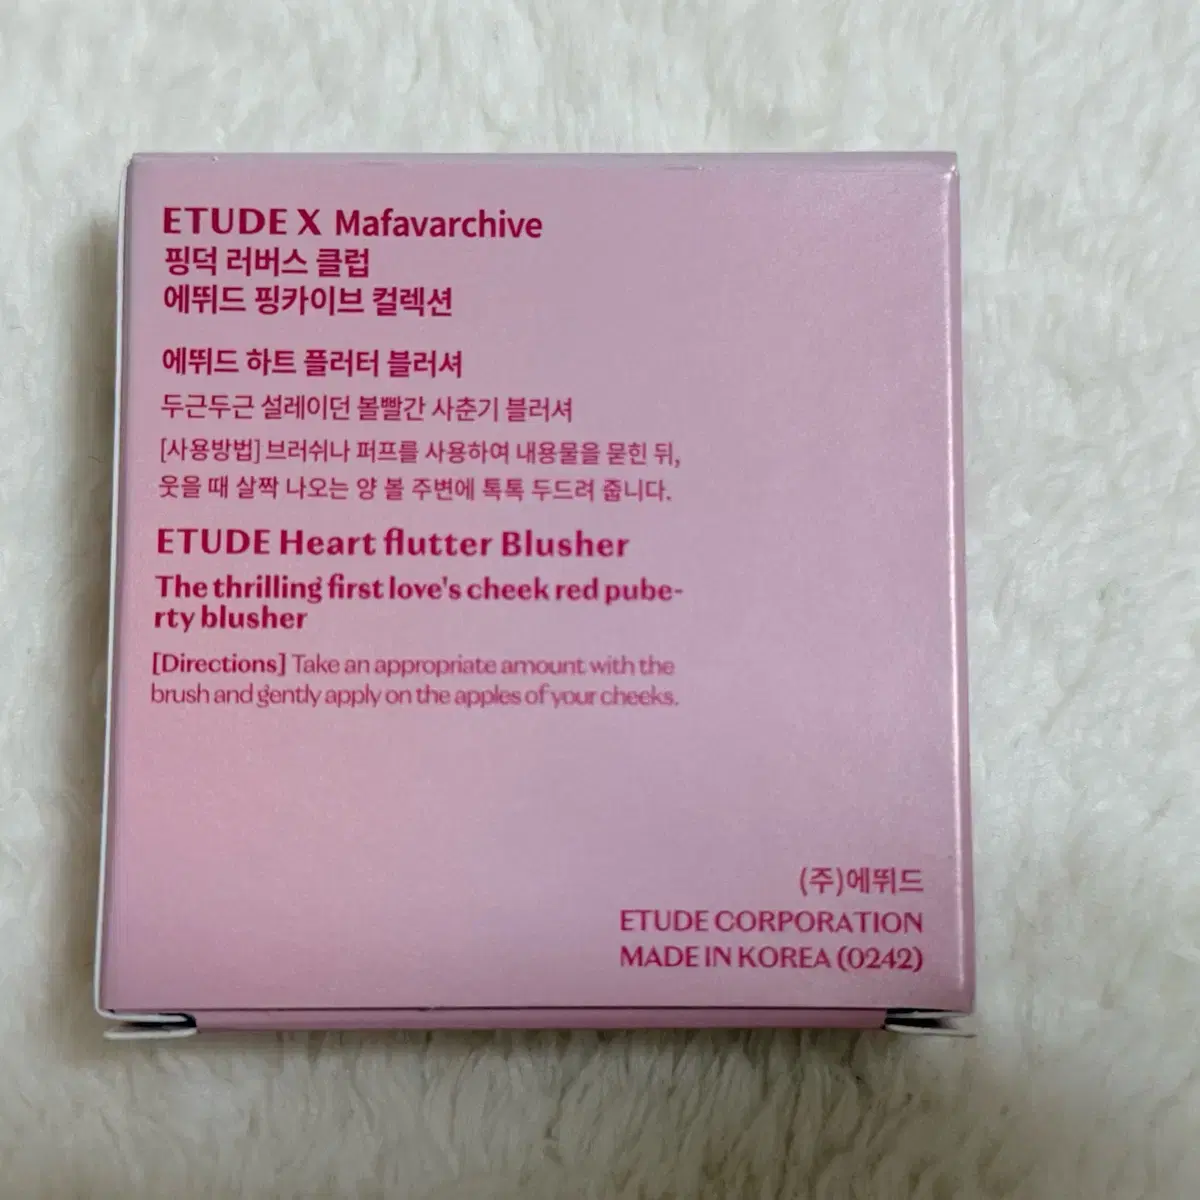 ETUDE X Mafavarchive
핑덕 러버스 클럽
에뛰드 핑카이브 컬렉션
에뛰드 하트 플러터 블러셔
두근두근 설레이던 볼빨간 사춘기 블러셔
[사용방법] 브러쉬나 퍼프를 사용하여 내용물을 묻힌 뒤,
웃을 때 살짝 나오는 양 볼 주변에 톡톡 두드려 줍니다.
ETUDE Heart flutter Blusher
The thrilling first love's cheek red pube-
rty blusher
[Directions] Take an appropriate amount with the
brush and gently apply on the apples of your cheeks.
(주)에뛰드
ETUDE CORPORATION
MADE IN KOREA (0242)